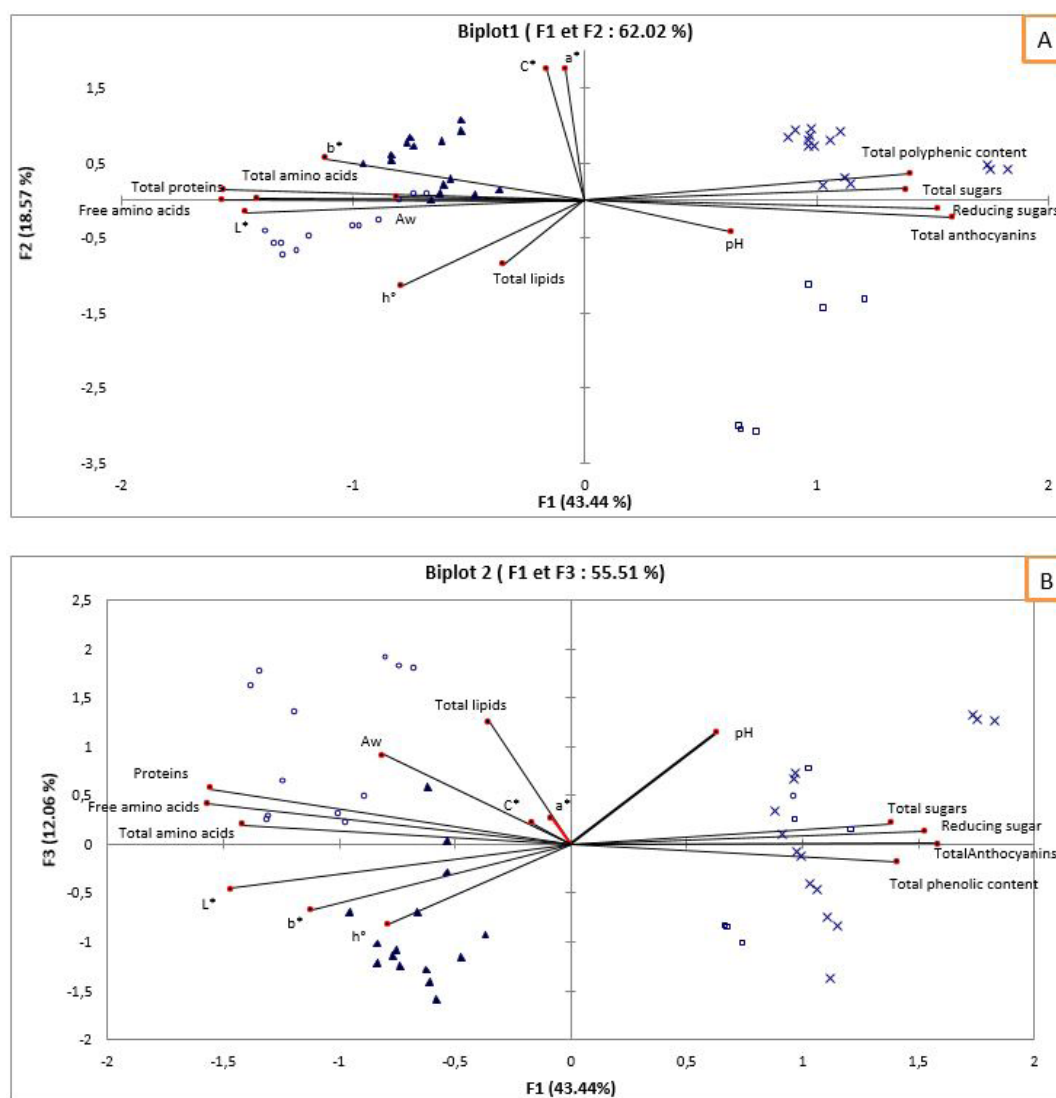 Biplot1 ( F1 et F2 : 62.02 %)
A
C*
a*
1,5
b*
Total polyphenic content
0,5
Total amino acids
Total proteins
Total sugars
Free amino acids
Aw
Reducing sugars
L*
Total anthocyanins
-0,5
pH
Total lipids
h°
-1,5
-2,5
-3,5
F2 (18.57 %)
-2
-1
0
1
2
F1 (43.44 %)
Biplot 2 ( F1 et F3 : 55.51 %)
B
2,5
2
1,5
Total lipids
pH
1
Aw
Proteins
0,5
Free amino acids
C*
a*
Total sugars
Total amino acids
Reducing sugar
0
TotalAnthocyanins
Total phenolic content
L*
-0,5
b*
h°
-1
-1,5
-2
F3 (12.06 %)
-2
-1,5
-1
-0,5
0
0,5
1
1,5
2
F1 (43.44%)